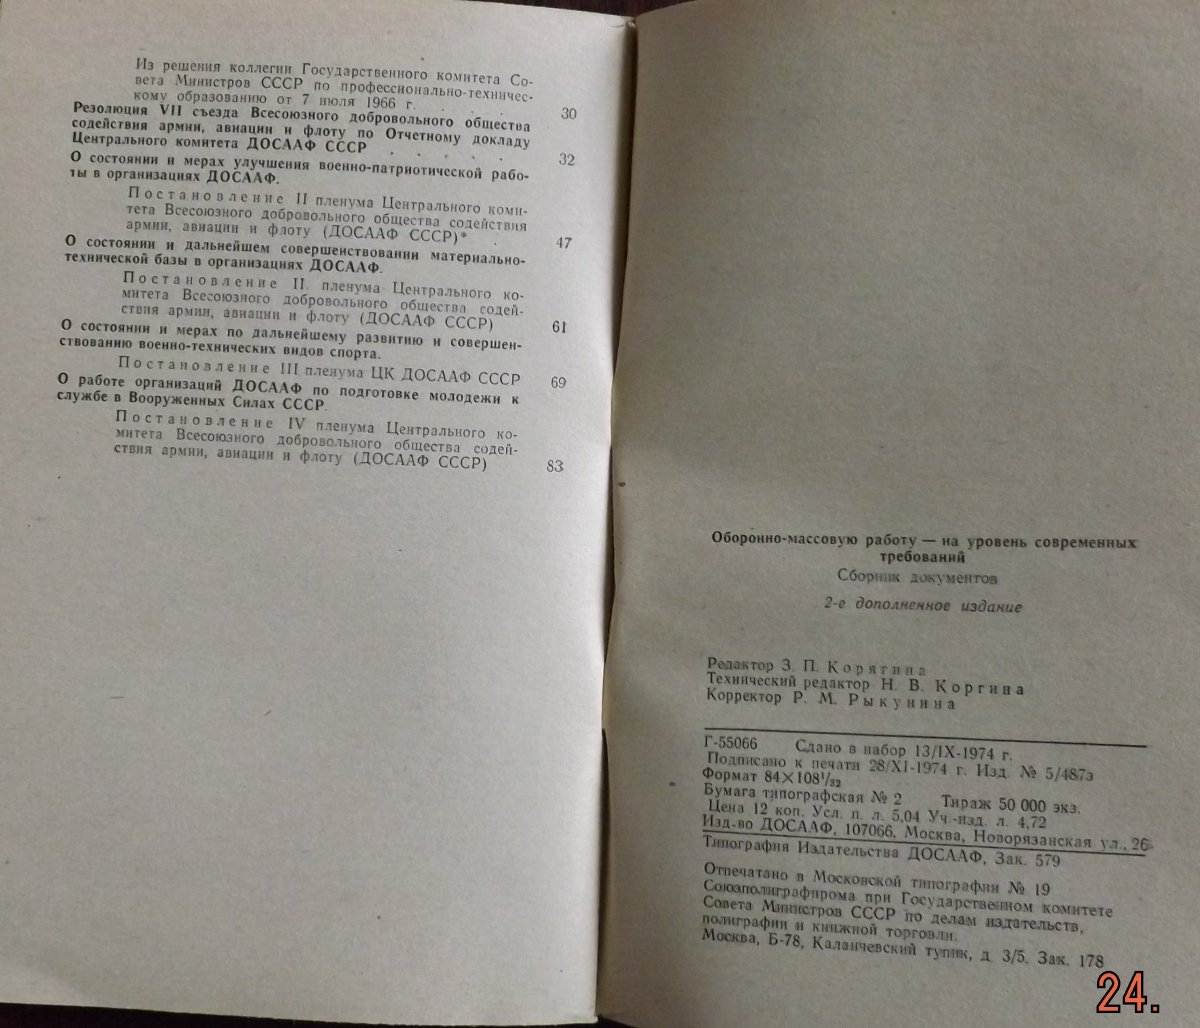 Из решения коллегии Государственного комитета Со-
вета Министров СССР по профессионально-техничес-
кому образованию от 7 июля 1966 г. . . . . 30
Резолюция VII съезда Всесоюзного добровольного общества
содействия армии, авиации и флоту по Отчетному докладу
Центрального комитета ДОСААФ СССР . . . . . 32
О состоянии и мерах улучшения военно-патриотической рабо-
ты в организациях ДОСААФ.
Постановление II пленума Центрального коми-
тета Всесоюзного добровольного общества содействия
армии, авиации и флоту (ДОСААФ СССР)* . 47
О состоянии и дальнейшем совершенствовании материально-
технической базы в организациях ДОСААФ.
Постановление II пленума Центрального ко-
митета Всесоюзного добровольного общества содей-
ствия армии, авиации и флоту (ДОСААФ СССР) 61
О состоянии и мерах по дальнейшему развитию и совершен-
ствованию военно-технических видов спорта.
Постановление III пленума ЦК ДОСААФ СССР 69
О работе организаций ДОСААФ по подготовке молодежи к
службе в Вооруженных Силах СССР.
Постановление IV пленума Центрального ко-
митета Всесоюзного добровольного общества содей-
ствия армии, авиации и флоту (ДОСААФ СССР) 83
Оборонно-массовую работу — на уровень современных
требований
Сборник документов
2-е дополненное издание
Редактор З. П. Корягина
Технический редактор Н. В. Коргина
Корректор Р. М. Рыкунина
Г-55066 Сдано в набор 13/IX-1974 г.
Подписано к печати 28/XI-1974 г. Изд. № 5/487з
Формат 84×108¹/₃₂
Бумага типографская № 2 Тираж 50 000 экз.
Цена 12 коп. Усл. п. л. 5,04 Уч.-изд. л. 4,72
Изд-во ДОСААФ, 107066, Москва, Новорязанская ул., 26
Типография Издательства ДОСААФ, Зак. 579
Отпечатано в Московской типографии № 19
Союзполиграфпрома при Государственном комитете
Совета Министров СССР по делам издательств,
полиграфии и книжной торговли.
Москва, Б-78, Каланчевский тупик, д. 3/5. Зак. 178
24.